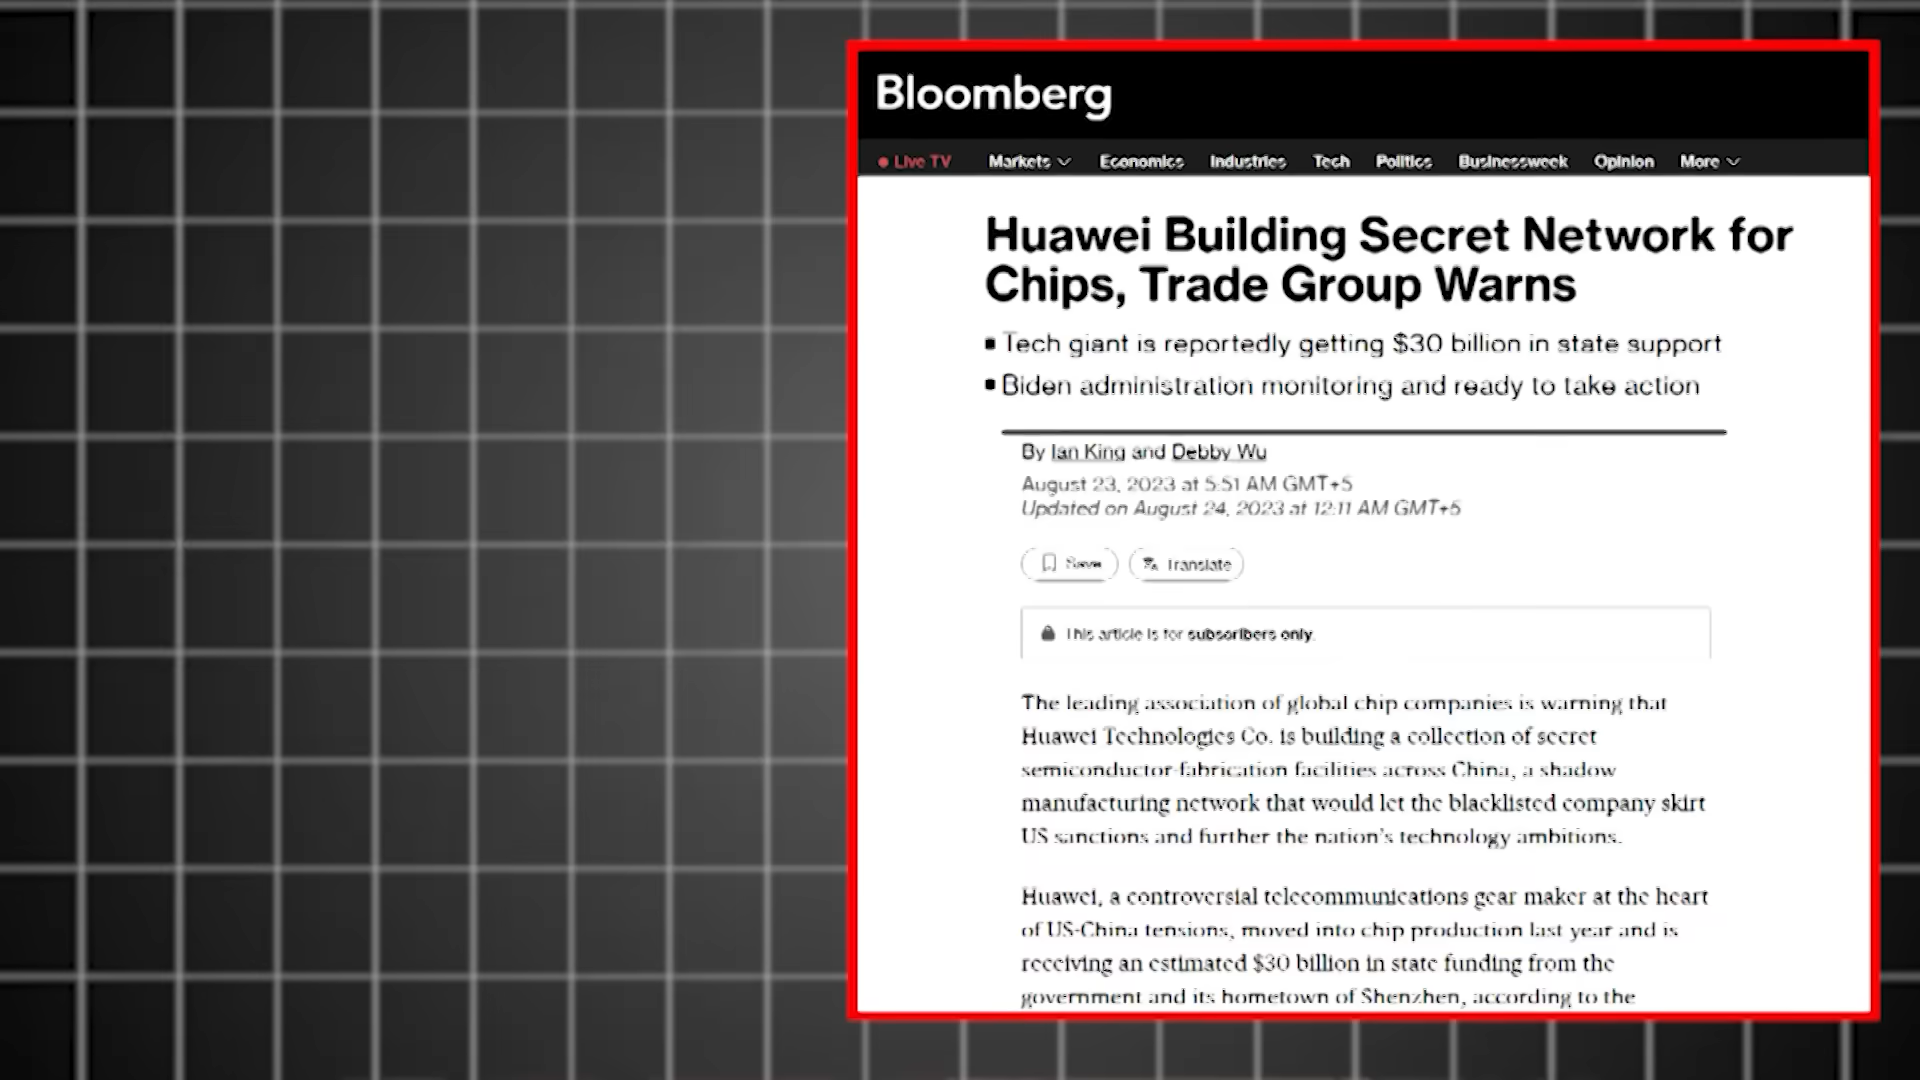 Bloomberg
Live TV Markets Economics Industries Tech Politics Businessweek Opinion More
Huawei Building Secret Network for
Chips, Trade Group Warns
Tech giant is reportedly getting $30 billion in state support
Biden administration monitoring and ready to take action
By Ian King and Debby Wu
August 23, 2023 at 5:51 AM GMT+5
Updated on August 24, 2023 at 12:11 AM GMT+5
Save Translate
This article is for subscribers only.
The leading association of global chip companies is warning that
Huawei Technologies Co. is building a collection of secret
semiconductor-fabrication facilities across China, a shadow
manufacturing network that would let the blacklisted company skirt
US sanctions and further the nation's technology ambitions.
Huawei, a controversial telecommunications gear maker at the heart
of US-China tensions, moved into chip production last year and is
receiving an estimated $30 billion in state funding from the
government and its hometown of Shenzhen, according to the